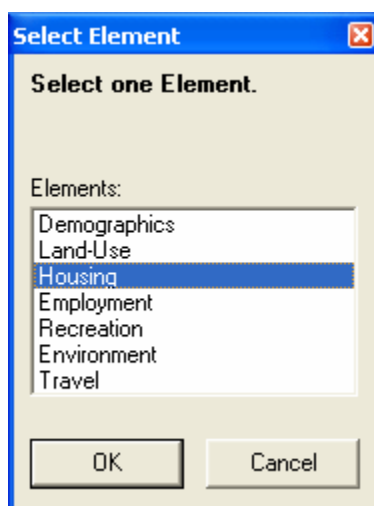 Select Element
Select one Element.
Elements:
Demographics
Land-Use
Housing
Employment
Recreation
Environment
Travel
OK Cancel